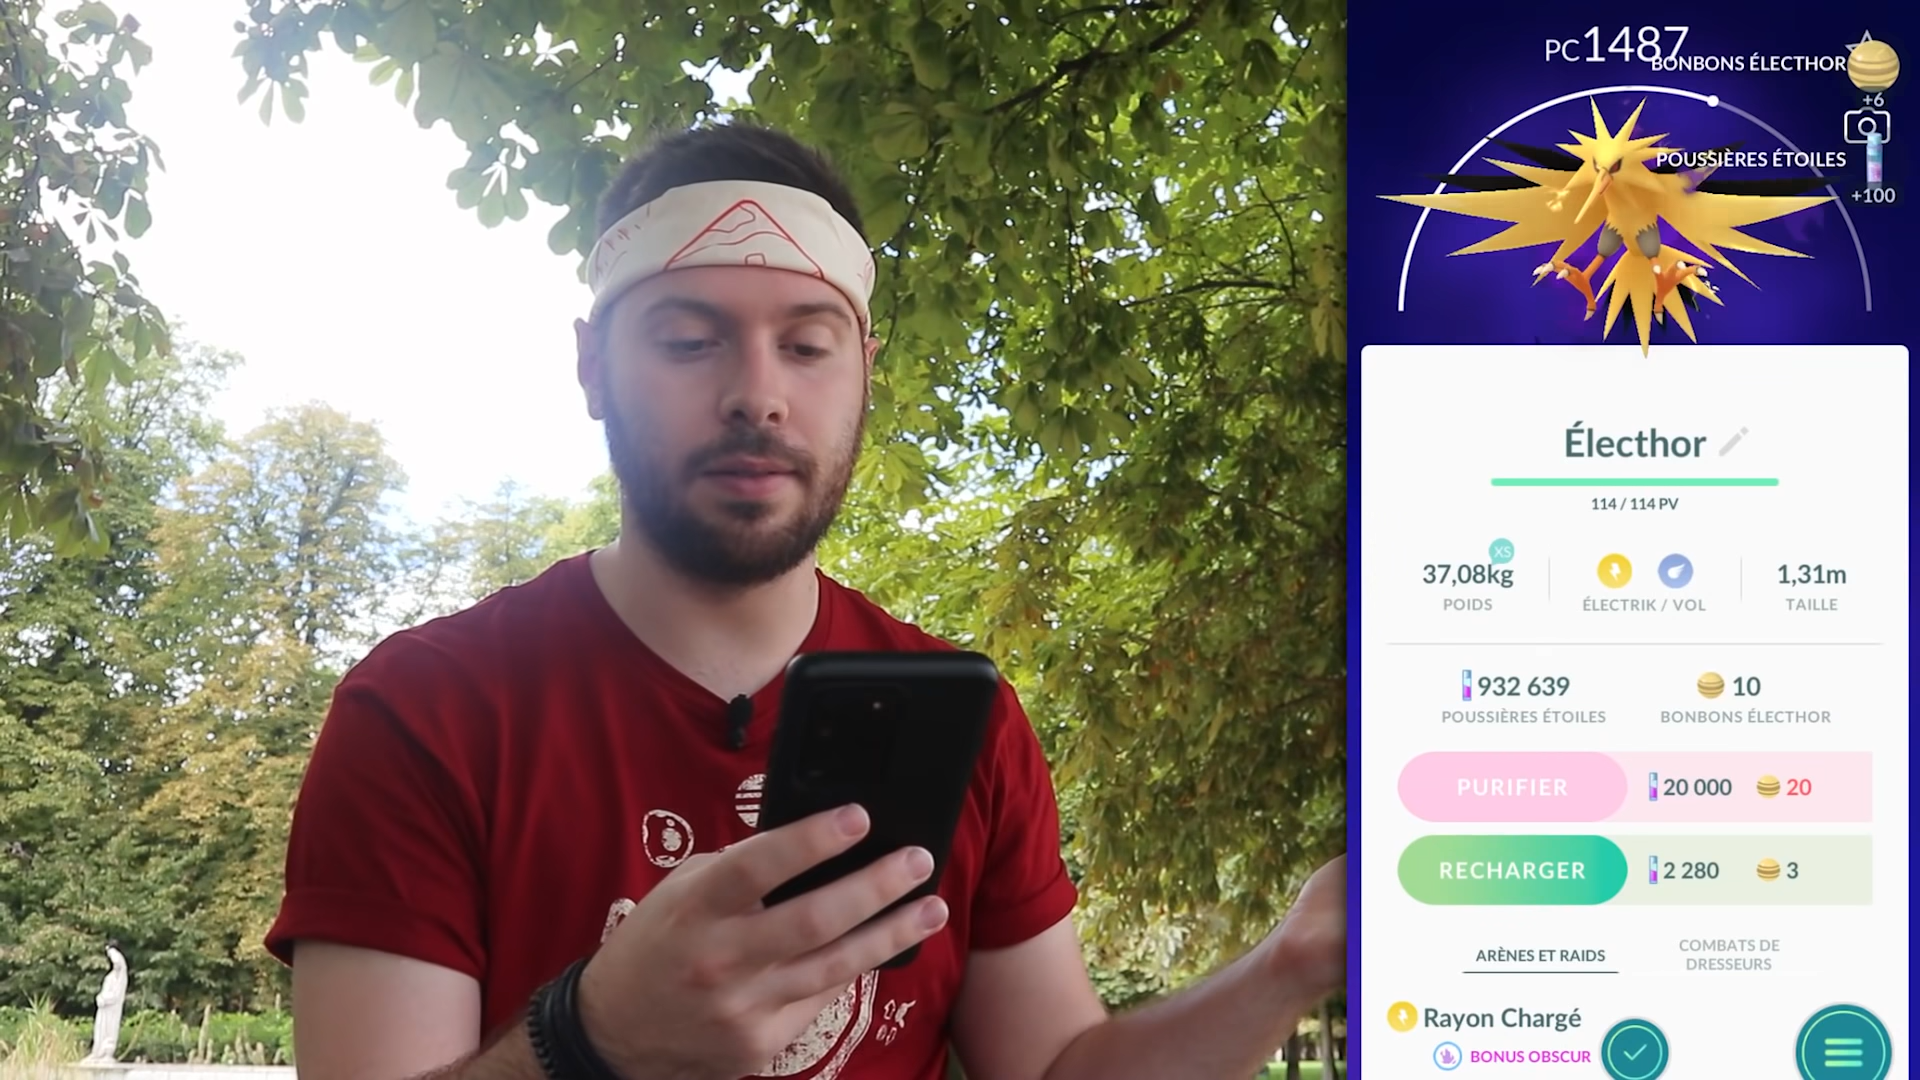 PC1487
BONBONS ÉLECTHOR
+6
POUSSIÈRES ÉTOILES
+100
Électhor
114 / 114 PV
XS
37,08kg
POIDS
ÉLECTRIK / VOL
1,31m
TAILLE
932 639
POUSSIÈRES ÉTOILES
10
BONBONS ÉLECTHOR
PURIFIER
20 000
20
RECHARGER
2 280
3
ARÈNES ET RAIDS
COMBATS DE
DRESSEURS
Rayon Chargé
BONUS OBSCUR